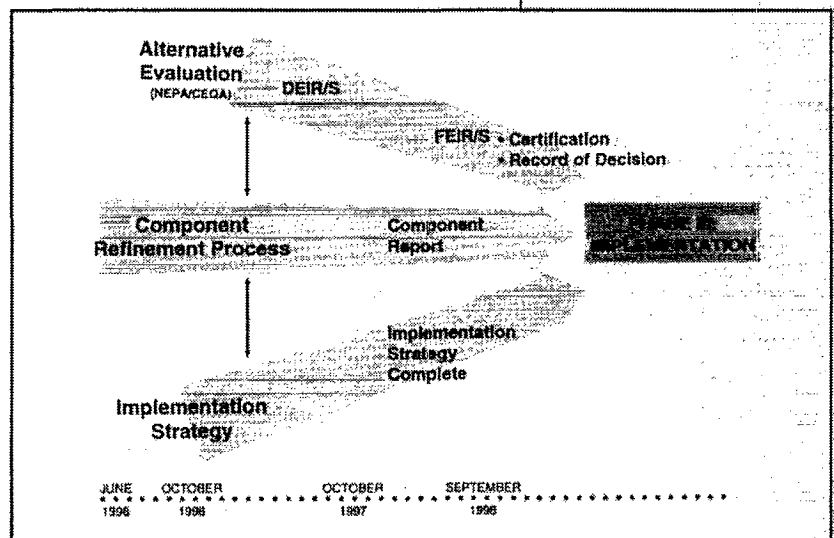 Alternative
Evaluation
(NEPA/CEQA)
DEIR/S
FEIR/S • Certification
• Record of Decision
Component
Refinement Process
Component
Report
IMPLEMENTATION
Implementation
Strategy
Complete
Implementation
Strategy
JUNE OCTOBER OCTOBER SEPTEMBER
1996 1996 1997 1998